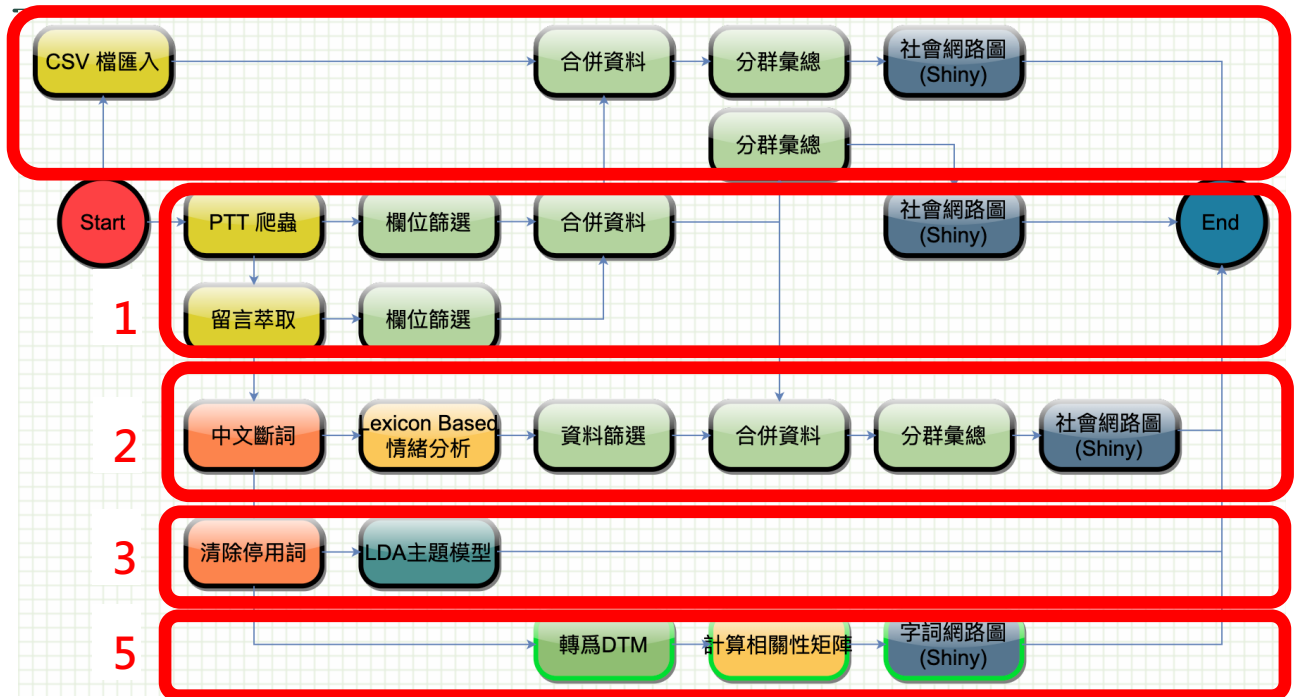 CSV 檔匯入
合併資料
分群彙總
社會網路圖
(Shiny)
分群彙總
Start
PTT 爬蟲
欄位篩選
合併資料
社會網路圖
(Shiny)
End
1
留言萃取
欄位篩選
2
中文斷詞
Lexicon Based
情緒分析
資料篩選
合併資料
分群彙總
社會網路圖
(Shiny)
3
清除停用詞
LDA主題模型
5
轉爲DTM
計算相關性矩陣
字詞網路圖
(Shiny)